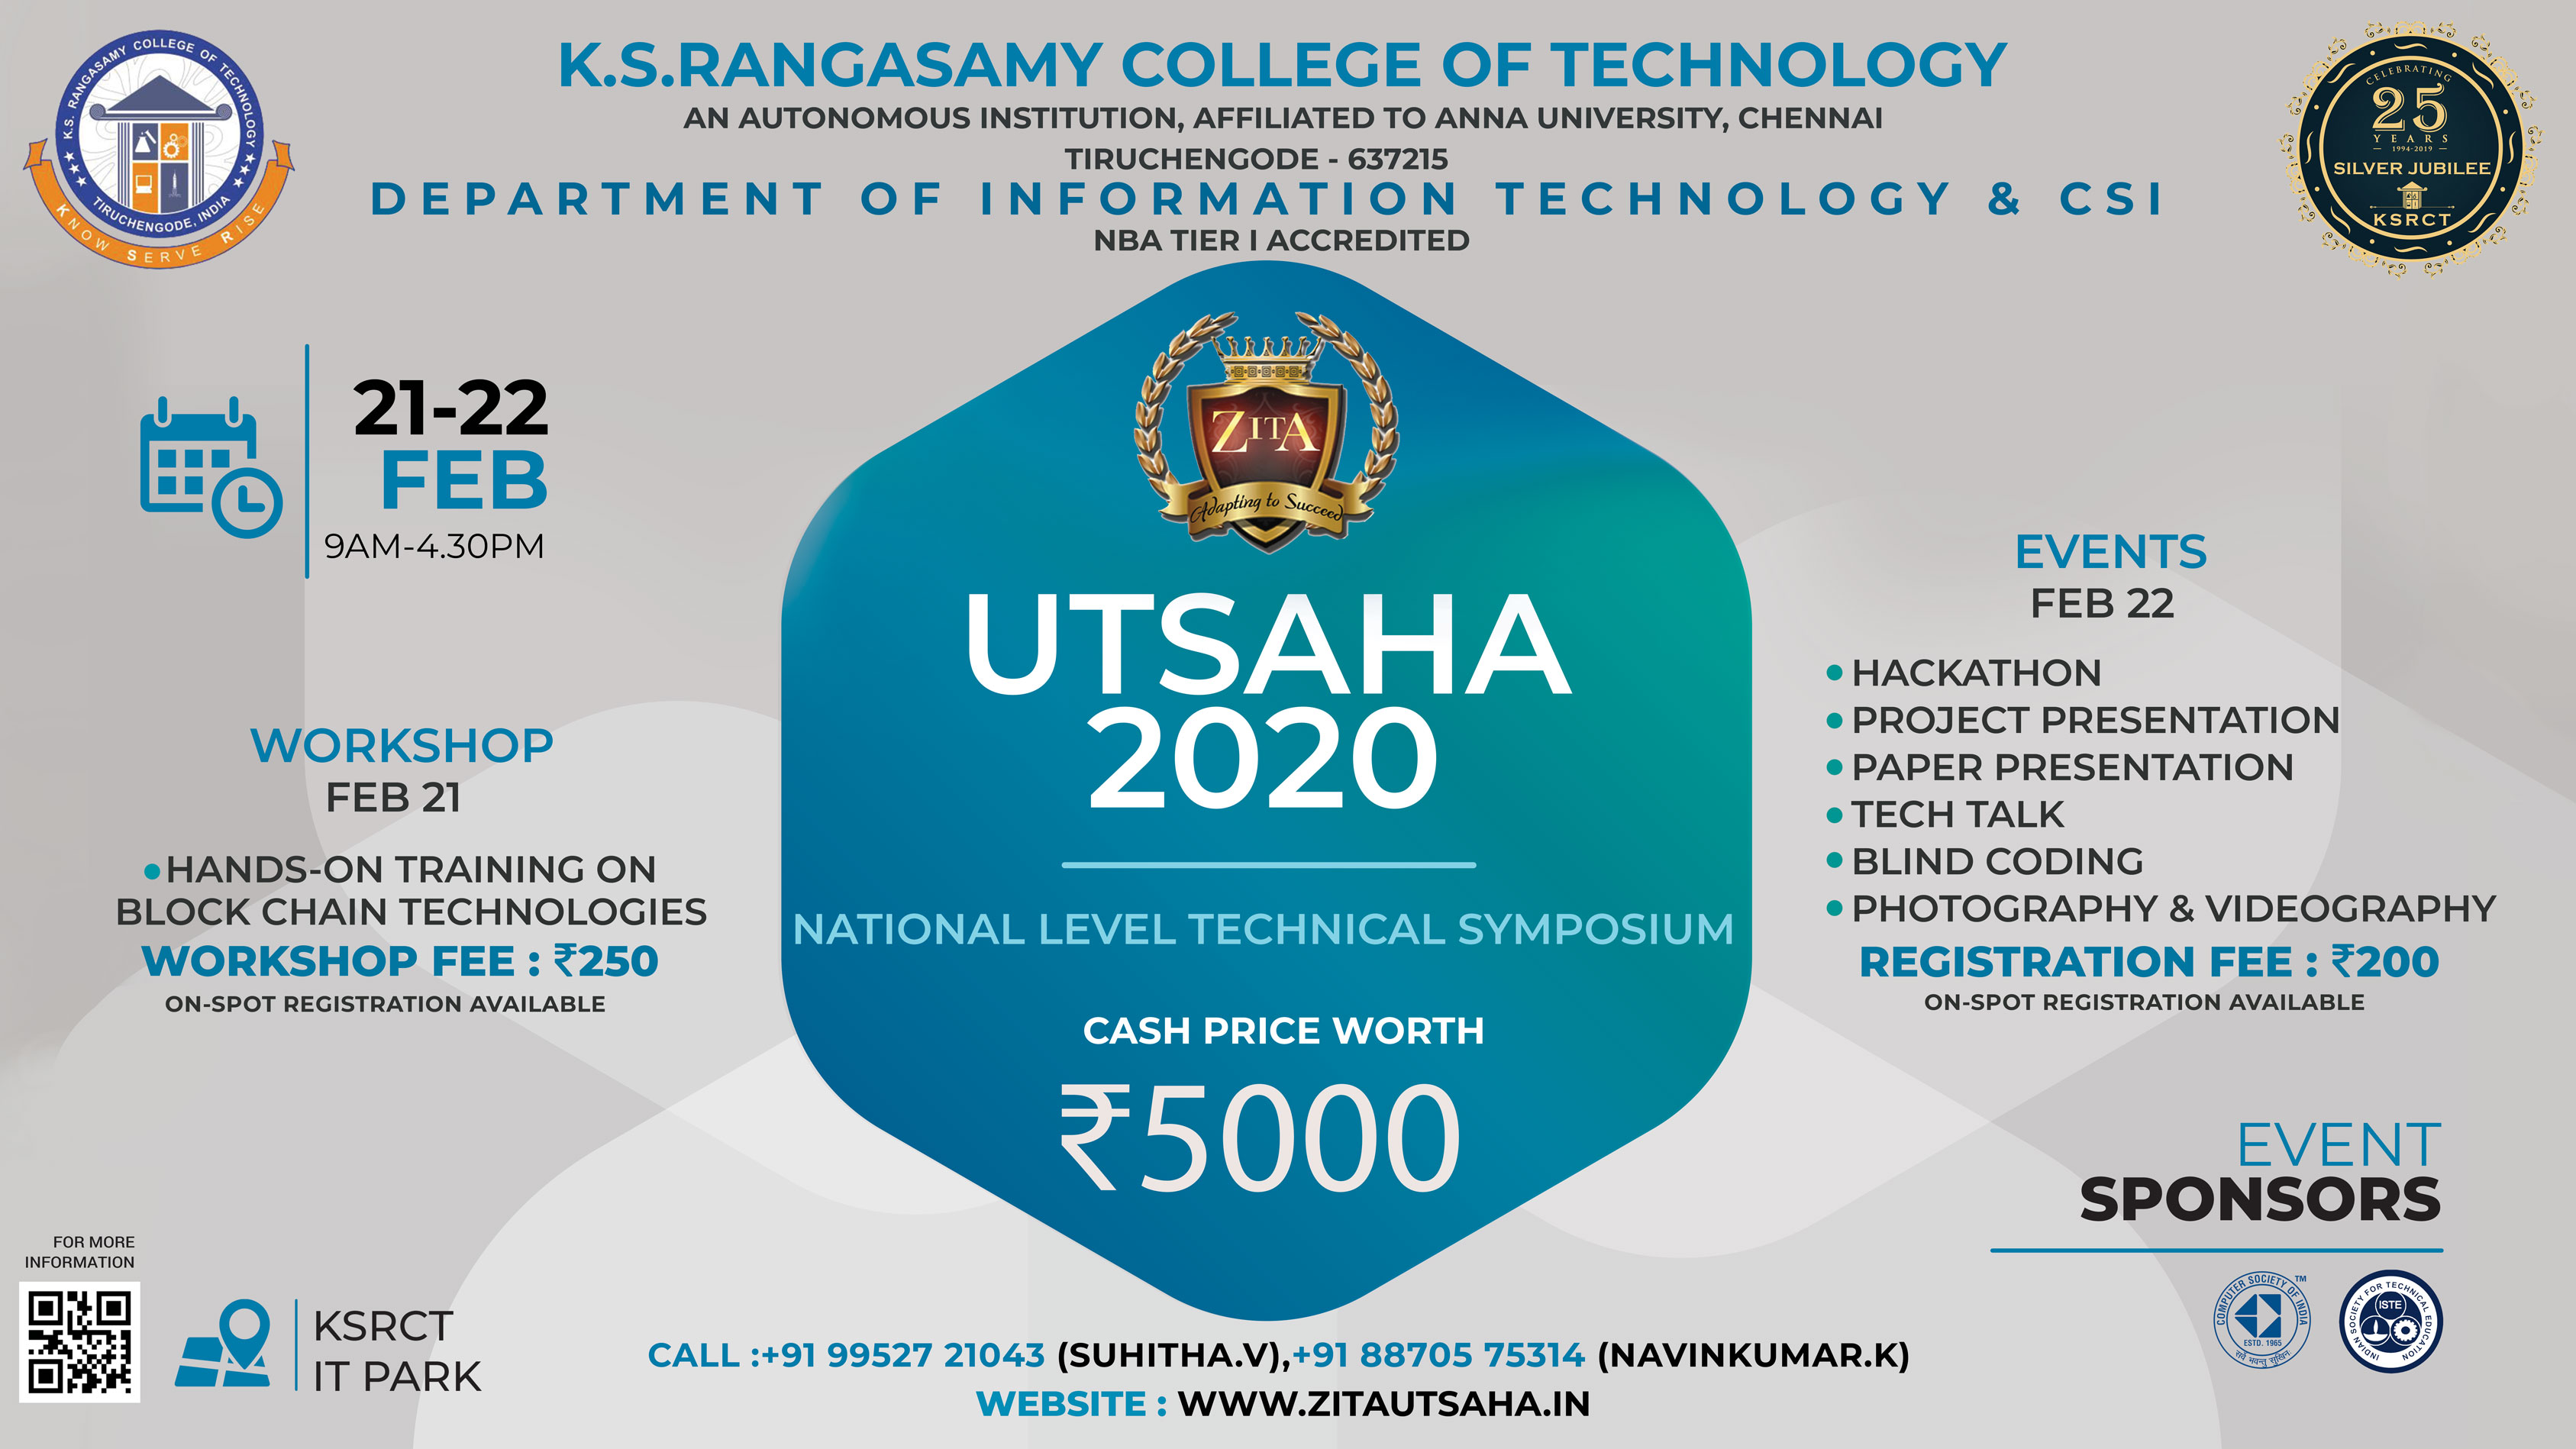 K.S.RANGASAMY COLLEGE OF TECHNOLOGY
AN AUTONOMOUS INSTITUTION, AFFILIATED TO ANNA UNIVERSITY, CHENNAI
TIRUCHENGODE - 637215
DEPARTMENT OF INFORMATION TECHNOLOGY & CSI
NBA TIER I ACCREDITED
K.S. RANGASAMY COLLEGE OF TECHNOLOGY
TIRUCHENGODE, INDIA
KNOW SERVE RISE
CELEBRATING
25
YEARS
1994-2019
SILVER JUBILEE
KSRCT
21-22
FEB
9AM-4.30PM
WORKSHOP
FEB 21
•HANDS-ON TRAINING ON
BLOCK CHAIN TECHNOLOGIES
WORKSHOP FEE : ₹250
ON-SPOT REGISTRATION AVAILABLE
ZITA
Adapting to Succeed
UTSAHA
2020
NATIONAL LEVEL TECHNICAL SYMPOSIUM
CASH PRICE WORTH
₹5000
EVENTS
FEB 22
•HACKATHON
•PROJECT PRESENTATION
•PAPER PRESENTATION
•TECH TALK
•BLIND CODING
•PHOTOGRAPHY & VIDEOGRAPHY
REGISTRATION FEE : ₹200
ON-SPOT REGISTRATION AVAILABLE
EVENT
SPONSORS
COMPUTER SOCIETY OF INDIA
TM
ESTD. 1965
INDIAN SOCIETY FOR TECHNICAL EDUCATION
ISTE
FOR MORE
INFORMATION
KSRCT
IT PARK
CALL :+91 99527 21043 (SUHITHA.V),+91 88705 75314 (NAVINKUMAR.K)
WEBSITE : WWW.ZITAUTSAHA.IN